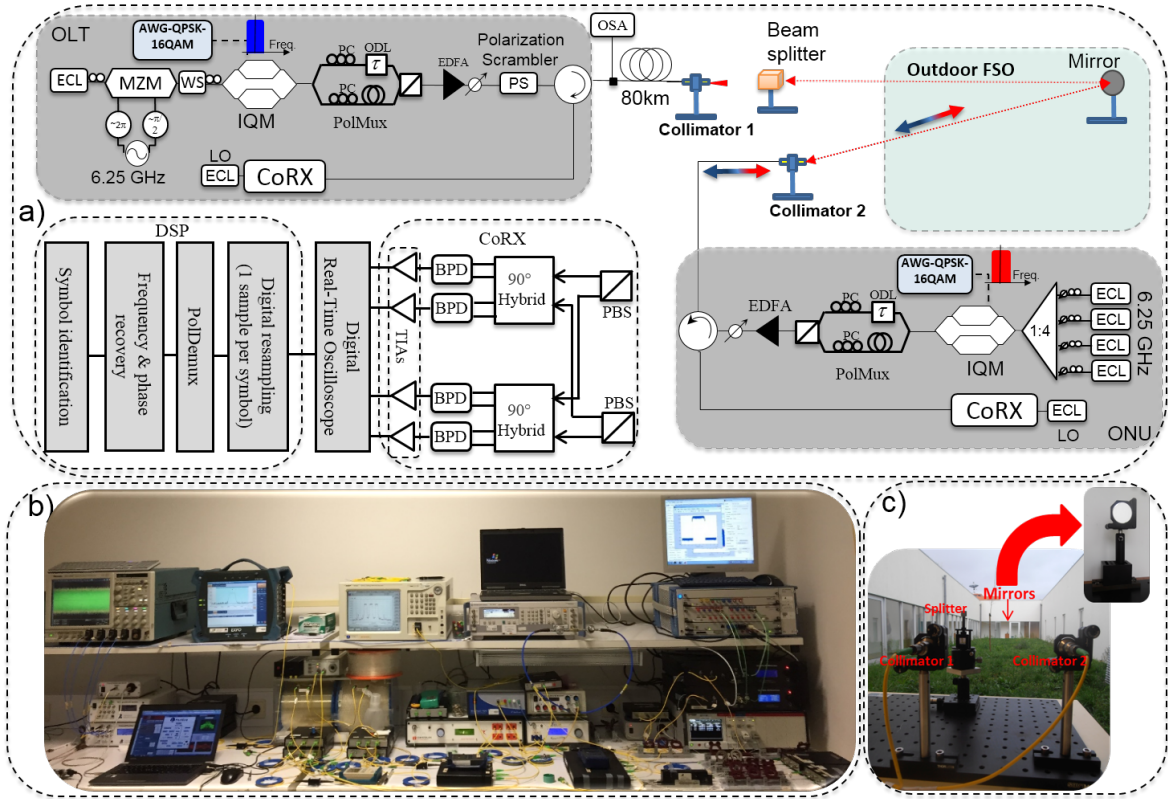 OLT
AWG-QPSK-
16QAM
Freq.
ECL
MZM
WS
IQM
~2π
~π/
2
6.25 GHz
PC
ODL
τ
PC
PolMux
EDFA
Polarization
Scrambler
PS
LO
ECL
CoRX
OSA
80km
Collimator 1
Beam
splitter
Outdoor FSO
Mirror
Collimator 2
a)
DSP
Symbol identification
Frequency & phase
recovery
PolDemux
Digital resampling
(1 sample per symbol)
Digital
Real-Time Oscilloscope
TIAs
CoRX
BPD
BPD
90°
Hybrid
PBS
BPD
BPD
90°
Hybrid
PBS
AWG-QPSK-
16QAM
Freq.
EDFA
PC
ODL
τ
PC
PolMux
IQM
1:4
ECL
ECL
ECL
ECL
6.25 GHz
CoRX
ECL
LO
ONU
b)
c)
Mirrors
Splitter
Collimator 1
Collimator 2